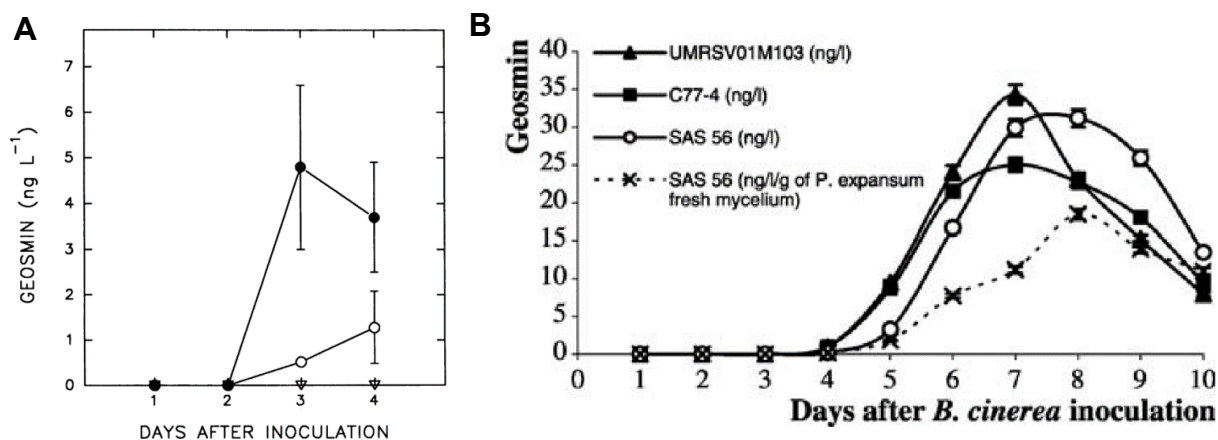 A
7
6
5
4
3
2
1
0
GEOSMIN (ng L⁻¹)
1 2 3 4
DAYS AFTER INOCULATION
B
Geosmin
40
35
30
25
20
15
10
5
0
UMRSV01M103 (ng/l)
C77-4 (ng/l)
SAS 56 (ng/l)
SAS 56 (ng/l/g of P. expansum
fresh mycelium)
0 1 2 3 4 5 6 7 8 9 10
Days after B. cinerea inoculation